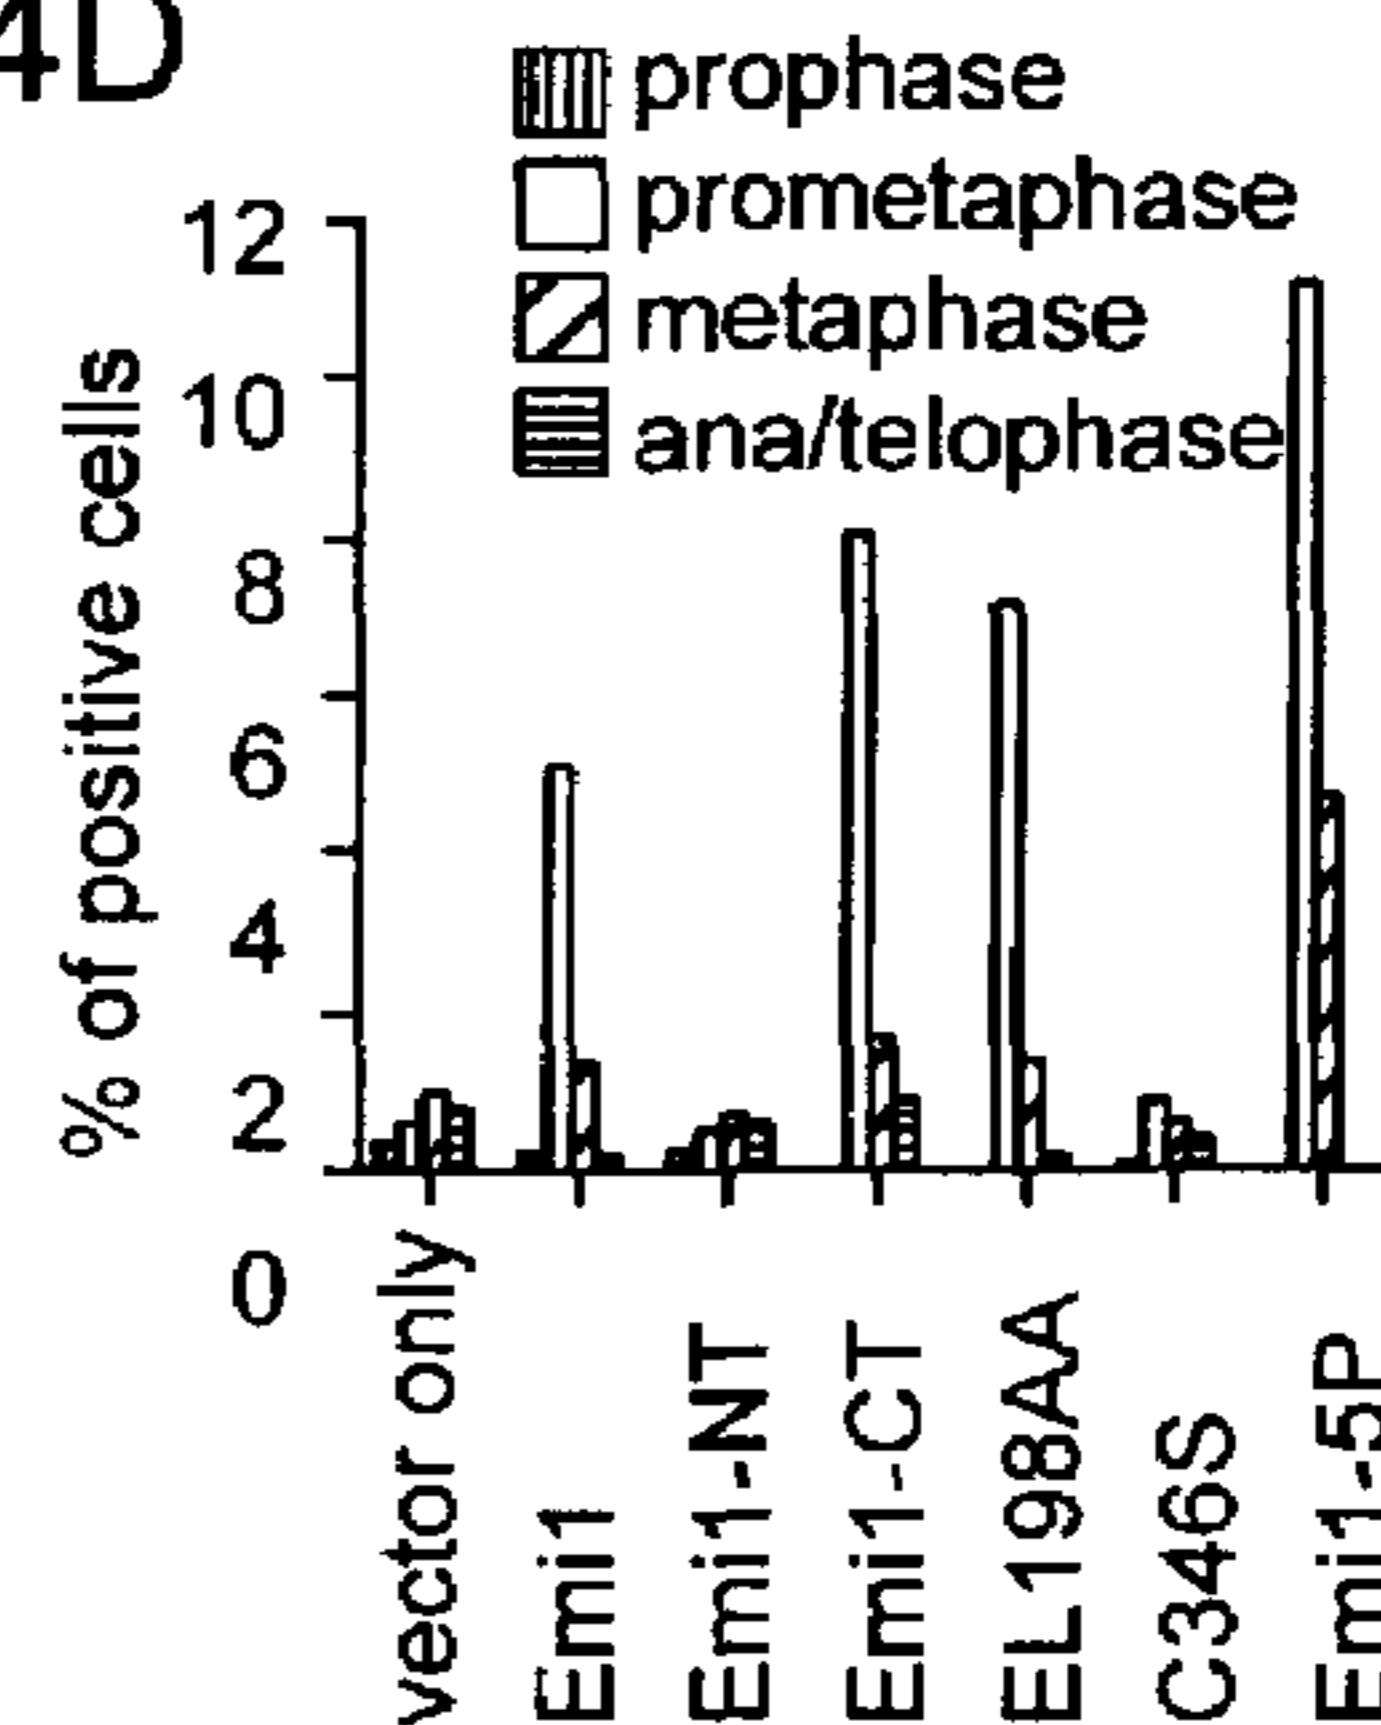 4D
prophase
prometaphase
metaphase
ana/telophase
12
10
8
6
4
2
0
% of positive cells
vector only
Emi1
Emi1-NT
Emi1-CT
EL198AA
C346S
Emi1-5P